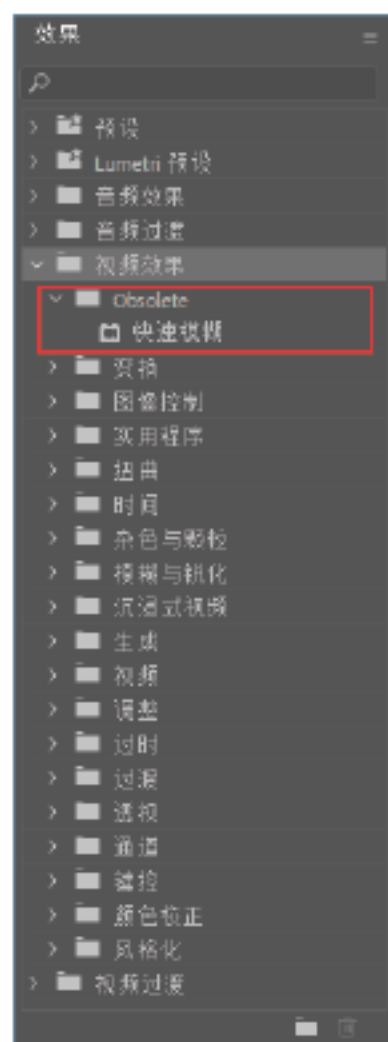 效果
预设
Lumetri 预设
音频效果
音频过渡
视频效果
Obsolete
快速模糊
变换
图像控制
实用程序
扭曲
时间
杂色与颗粒
模糊与锐化
沉浸式视频
生成
视频
调整
过时
过渡
透视
通道
键控
颜色校正
风格化
视频过渡